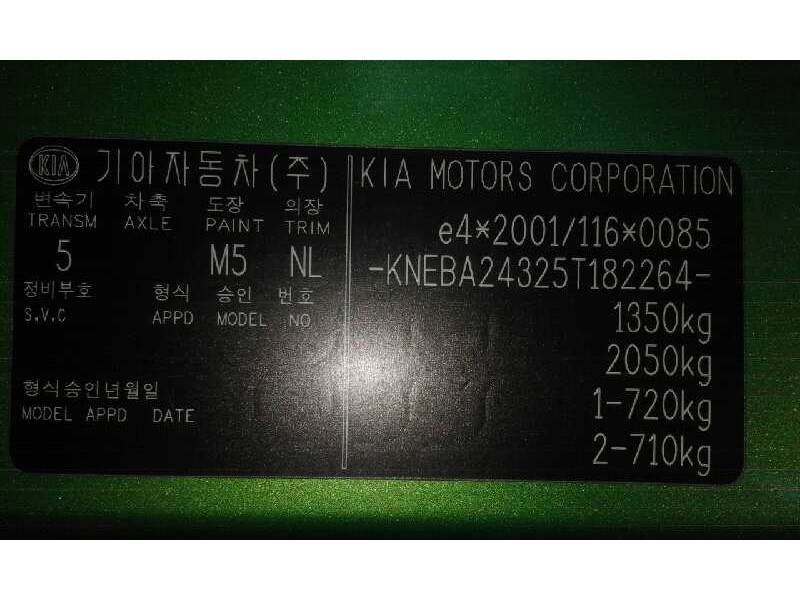 KIA 기아자동차(주)
변속기 차축 도장 의장
TRANSM AXLE PAINT TRIM
5 M5 NL
정비부호 형식 승인 번호
S.V.C APPD MODEL NO
형식승인년월일
MODEL APPD DATE
KIA MOTORS CORPORATION
e4*2001/116*0085
-KNEBA24325T182264-
1350kg
2050kg
1-720kg
2-710kg